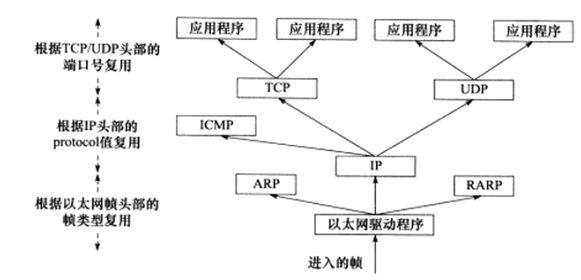 应用程序 应用程序 应用程序 应用程序
根据TCP/UDP头部的
端口号复用
TCP UDP
ICMP
根据IP头部的
protocol值复用
IP
ARP RARP
根据以太网帧头部的
帧类型复用
以太网驱动程序
进入的帧